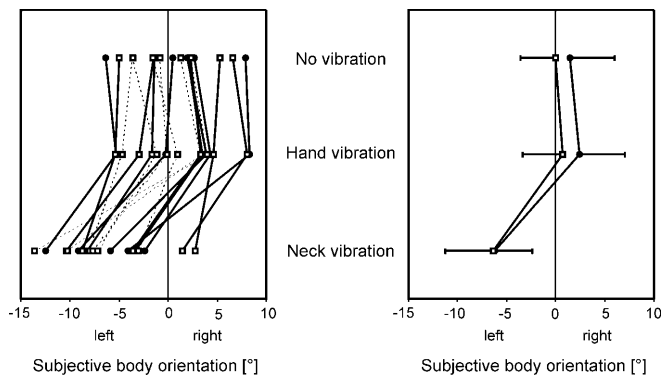 No vibration
Hand vibration
Neck vibration
-15 -10 -5 0 5 10
left right
Subjective body orientation [°]
-15 -10 -5 0 5 10
left right
Subjective body orientation [°]